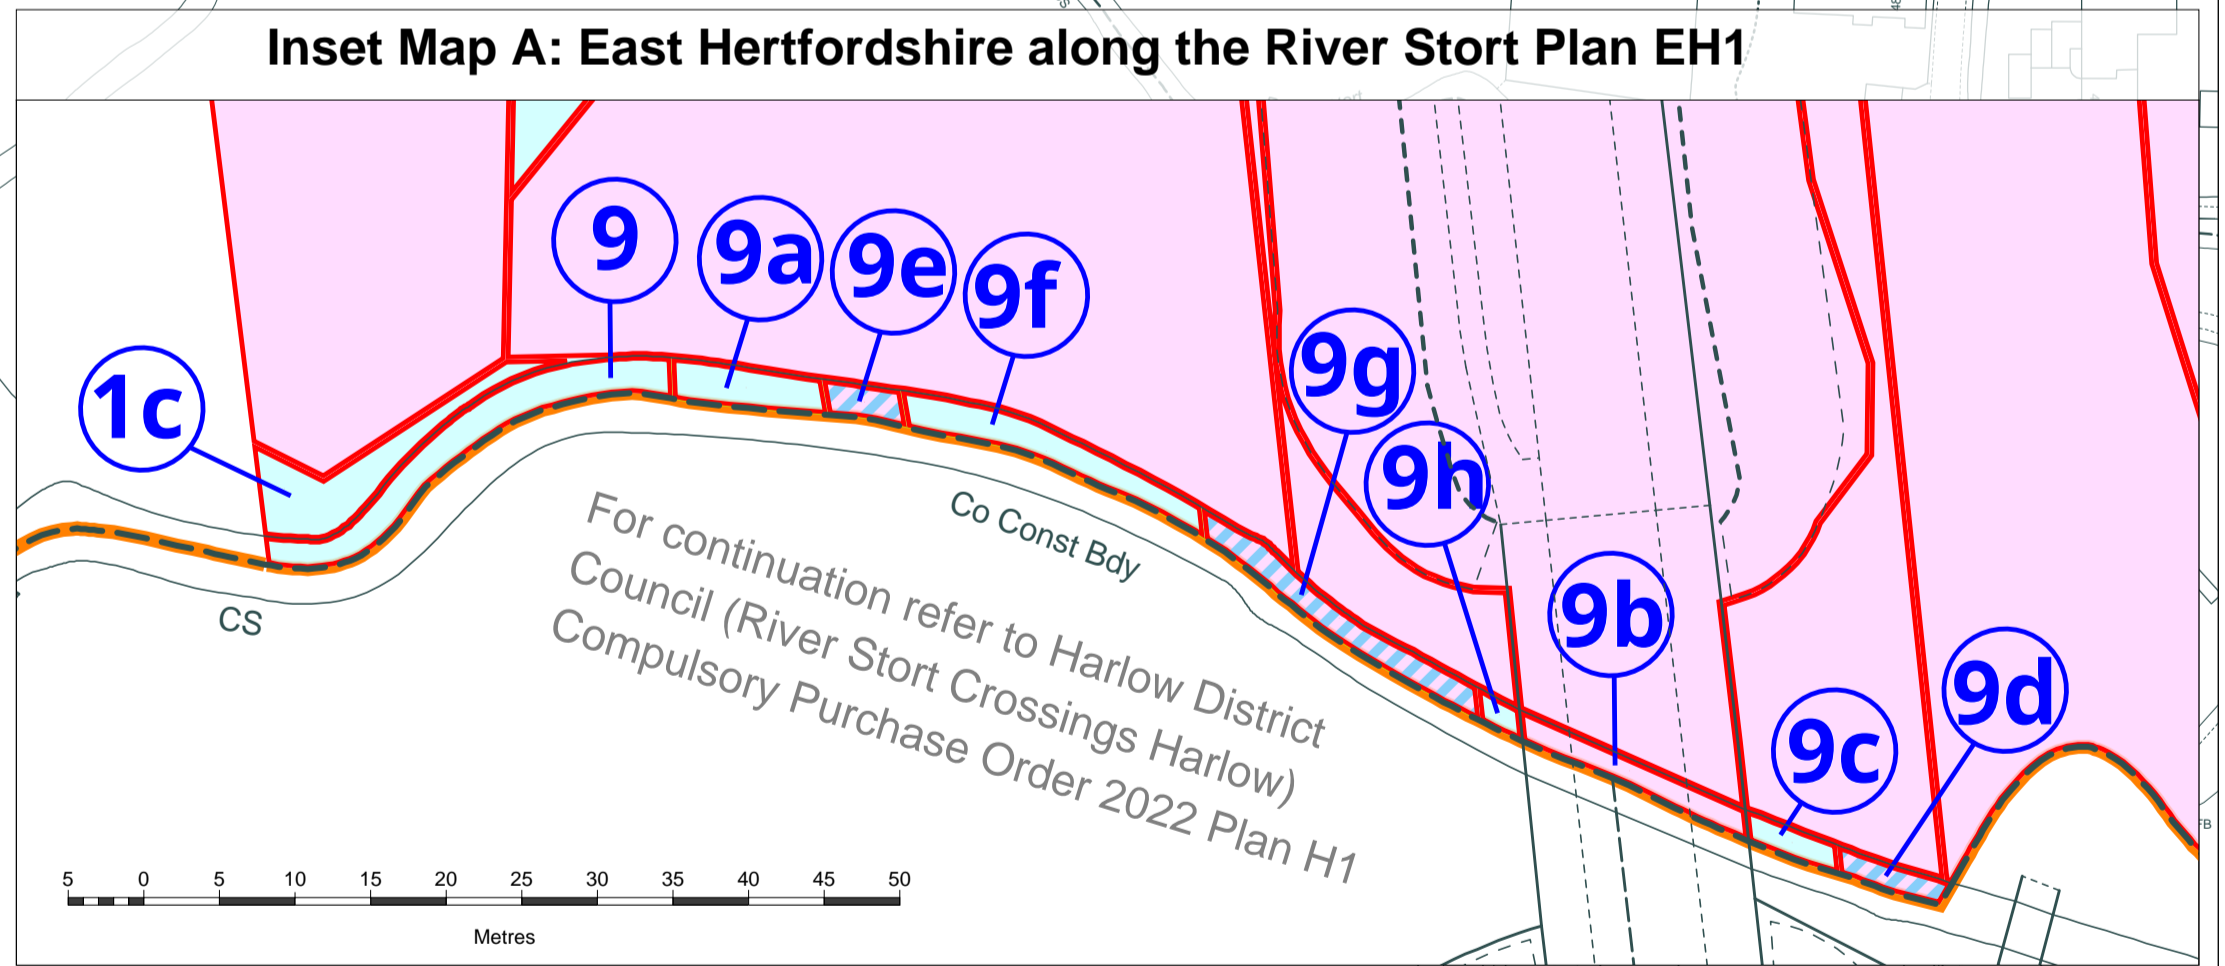 Inset Map A: East Hertfordshire along the River Stort Plan EH1
9
9a
9e
9f
1c
9g
9h
9b
9c
9d
Co Const Bdy
CS
For continuation refer to Harlow District
Council (River Stort Crossings Harlow)
Compulsory Purchase Order 2022 Plan H1
5 0 5 10 15 20 25 30 35 40 45 50
Metres
FB